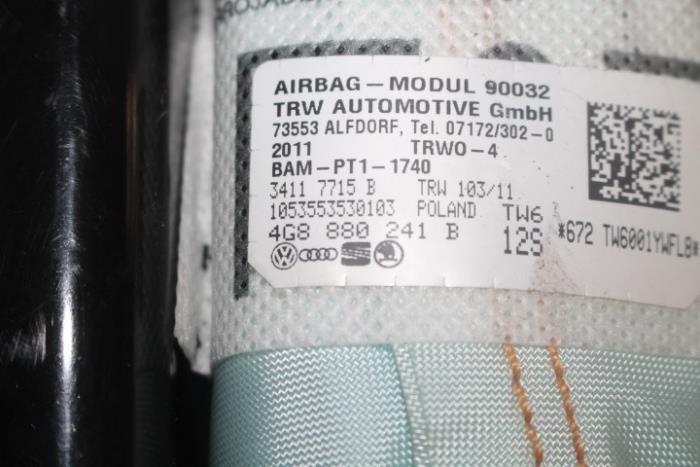 AIRBAG – MODUL 90032
TRW AUTOMOTIVE GmbH
73553 ALFDORF, Tel. 07172/302-0
2011 TRWO-4
BAM-PT1-1740
3411 7715 B TRW 103/11
1053553530103 POLAND TW6
4G8 880 241 B 12S *672 TW6001YWFLB*